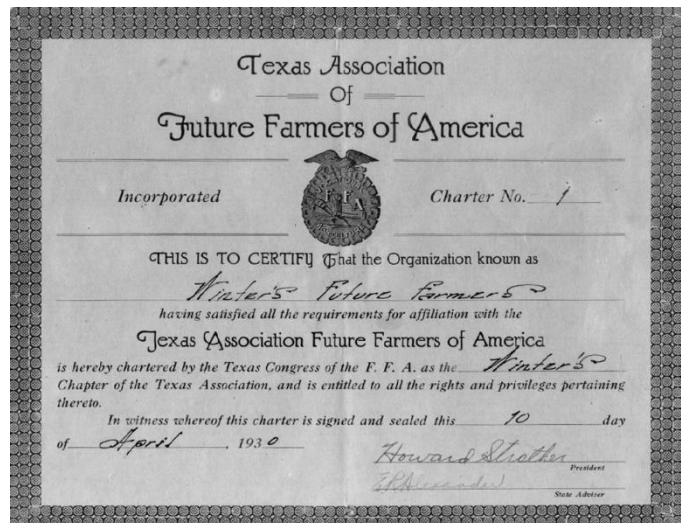 Texas Association
Of
Future Farmers of America
Incorporated
FFA
Charter No. 1
THIS IS TO CERTIFY That the Organization known as
Winter's Future Farmers
having satisfied all the requirements for affiliation with the
Texas Association Future Farmers of America
is hereby chartered by the Texas Congress of the F. F. A. as the Winter's
Chapter of the Texas Association, and is entitled to all the rights and privileges pertaining
thereto.
In witness whereof this charter is signed and sealed this 10 day
of April, 1930
Howard Strother
President
E.R. Alexander
State Adviser